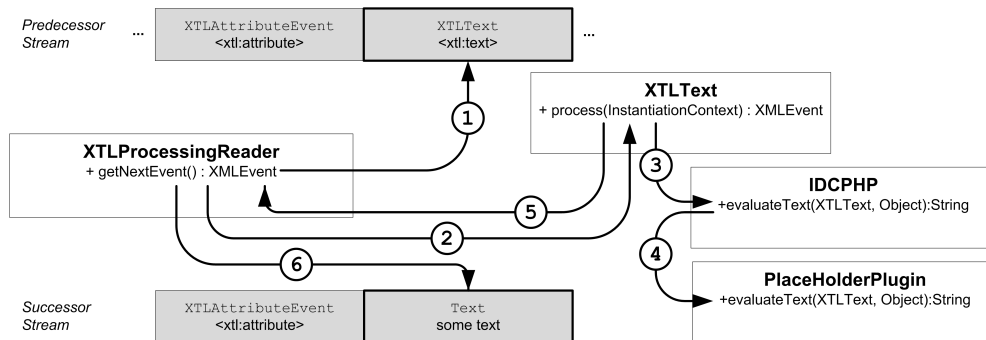 Predecessor
Stream
...
XTLAttributeEvent
<xtl:attribute>
XTLText
<xtl:text>
...
XTLText
+ process(InstantiationContext) : XMLEvent
1
XTLProcessingReader
+ getNextEvent() : XMLEvent
3
IDCPHP
+evaluateText(XTLText, Object):String
5
2
4
6
PlaceHolderPlugin
+evaluateText(XTLText, Object):String
Successor
Stream
XTLAttributeEvent
<xtl:attribute>
Text
some text